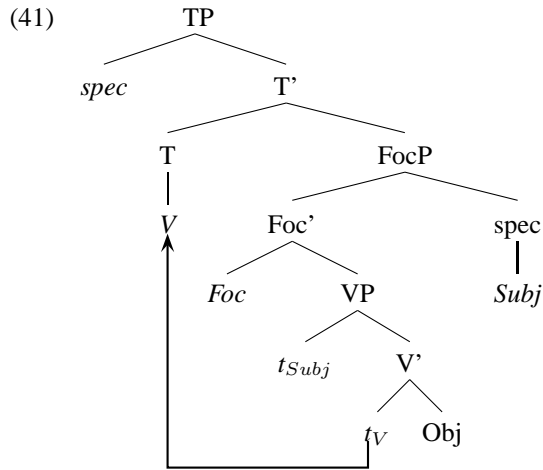 (41) TP
spec T'
T FocP
V Foc' spec
Foc VP Subj
t_Subj V'
t_V Obj